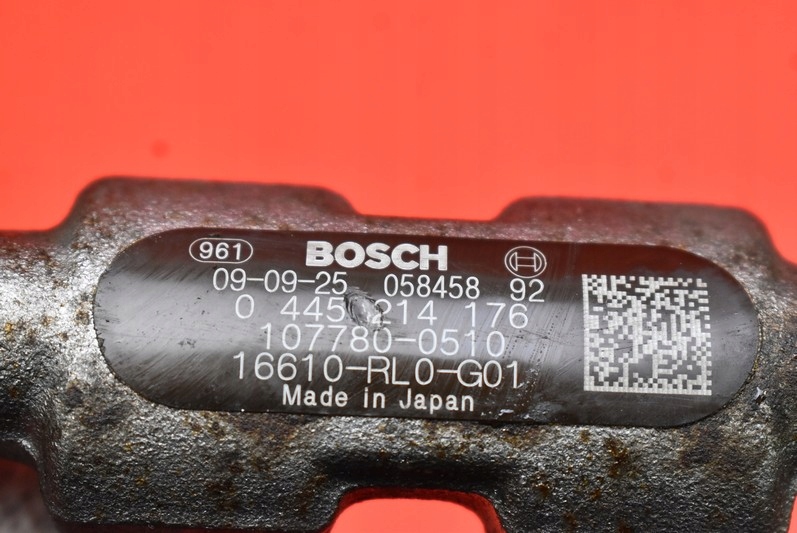 961 BOSCH
09-09-25 058458 92
0 445 214 176
107780-0510
16610-RL0-G01
Made in Japan